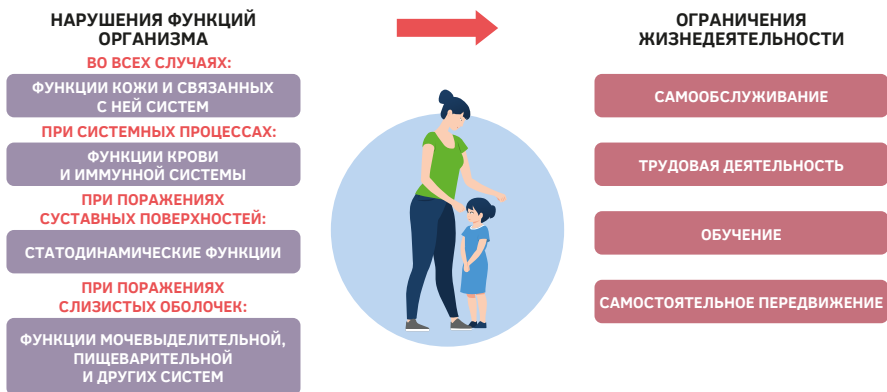 НАРУШЕНИЯ ФУНКЦИЙ
ОРГАНИЗМА
ВО ВСЕХ СЛУЧАЯХ:
ФУНКЦИИ КОЖИ И СВЯЗАННЫХ
С НЕЙ СИСТЕМ
ПРИ СИСТЕМНЫХ ПРОЦЕССАХ:
ФУНКЦИИ КРОВИ
И ИММУННОЙ СИСТЕМЫ
ПРИ ПОРАЖЕНИЯХ
СУСТАВНЫХ ПОВЕРХНОСТЕЙ:
СТАТОДИНАМИЧЕСКИЕ ФУНКЦИИ
ПРИ ПОРАЖЕНИЯХ
СЛИЗИСТЫХ ОБОЛОЧЕК:
ФУНКЦИИ МОЧЕВЫДЕЛИТЕЛЬНОЙ,
ПИЩЕВАРИТЕЛЬНОЙ
И ДРУГИХ СИСТЕМ
ОГРАНИЧЕНИЯ
ЖИЗНЕДЕЯТЕЛЬНОСТИ
САМООБСЛУЖИВАНИЕ
ТРУДОВАЯ ДЕЯТЕЛЬНОСТЬ
ОБУЧЕНИЕ
САМОСТОЯТЕЛЬНОЕ ПЕРЕДВИЖЕНИЕ